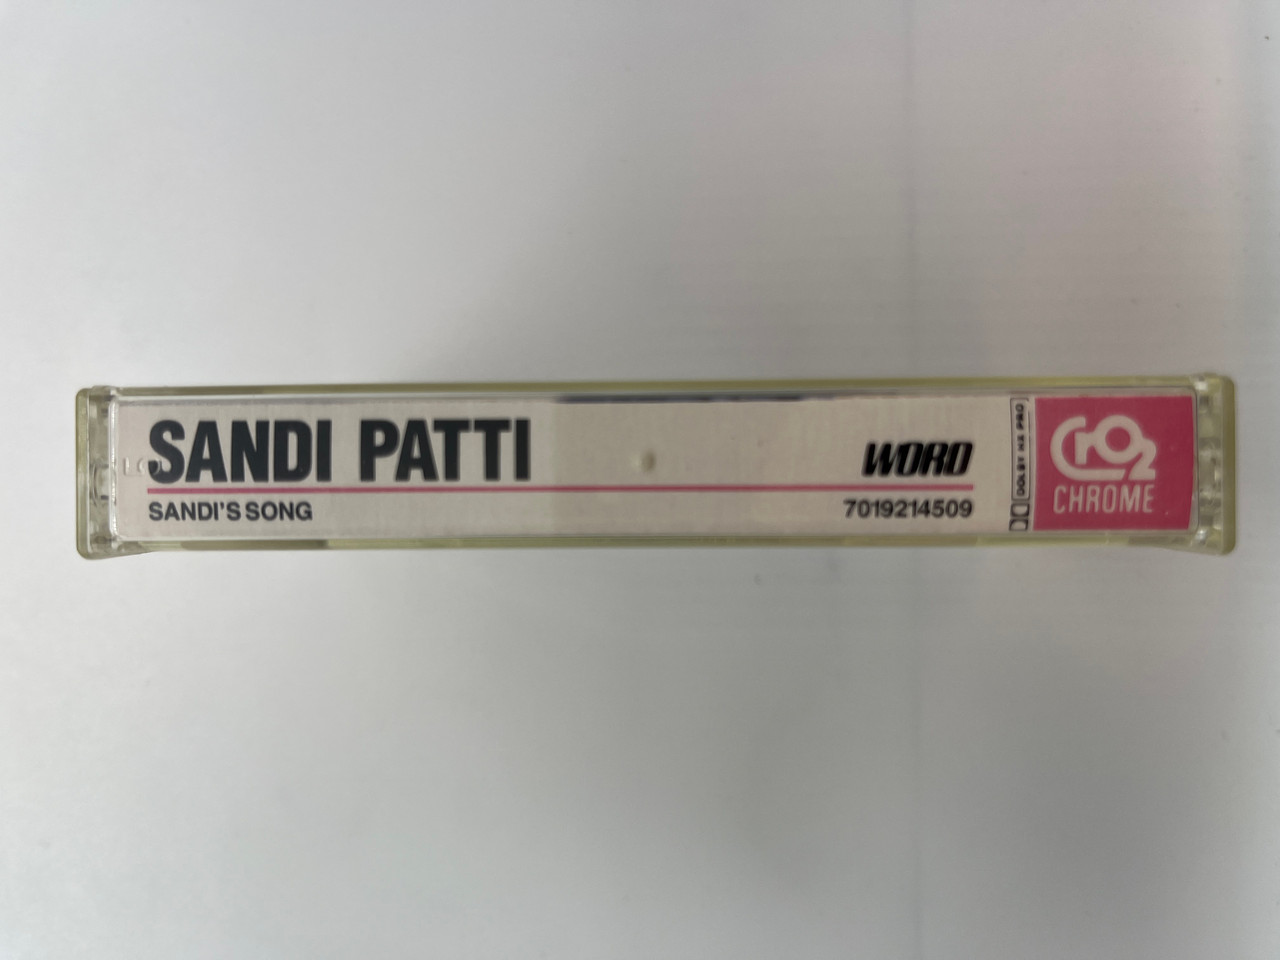 SANDI PATTI
SANDI'S SONG
WORD
7019214509
DOLBY HX PRO
CrO2
CHROME